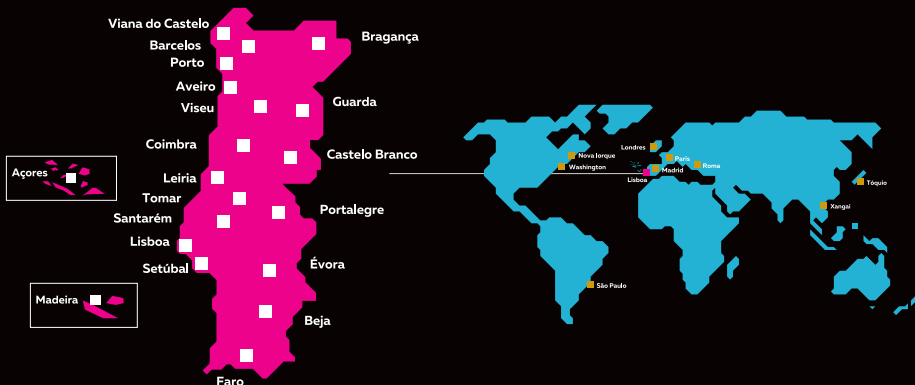 Viana do Castelo
Barcelos
Bragança
Porto
Aveiro
Viseu
Guarda
Coimbra
Castelo Branco
Açores
Leiria
Tomar
Portalegre
Santarém
Lisboa
Setúbal
Évora
Madeira
Beja
Faro
Londres
Nova Iorque
Paris
Washington
Madrid
Roma
Lisboa
Tóquio
Xangai
São Paulo